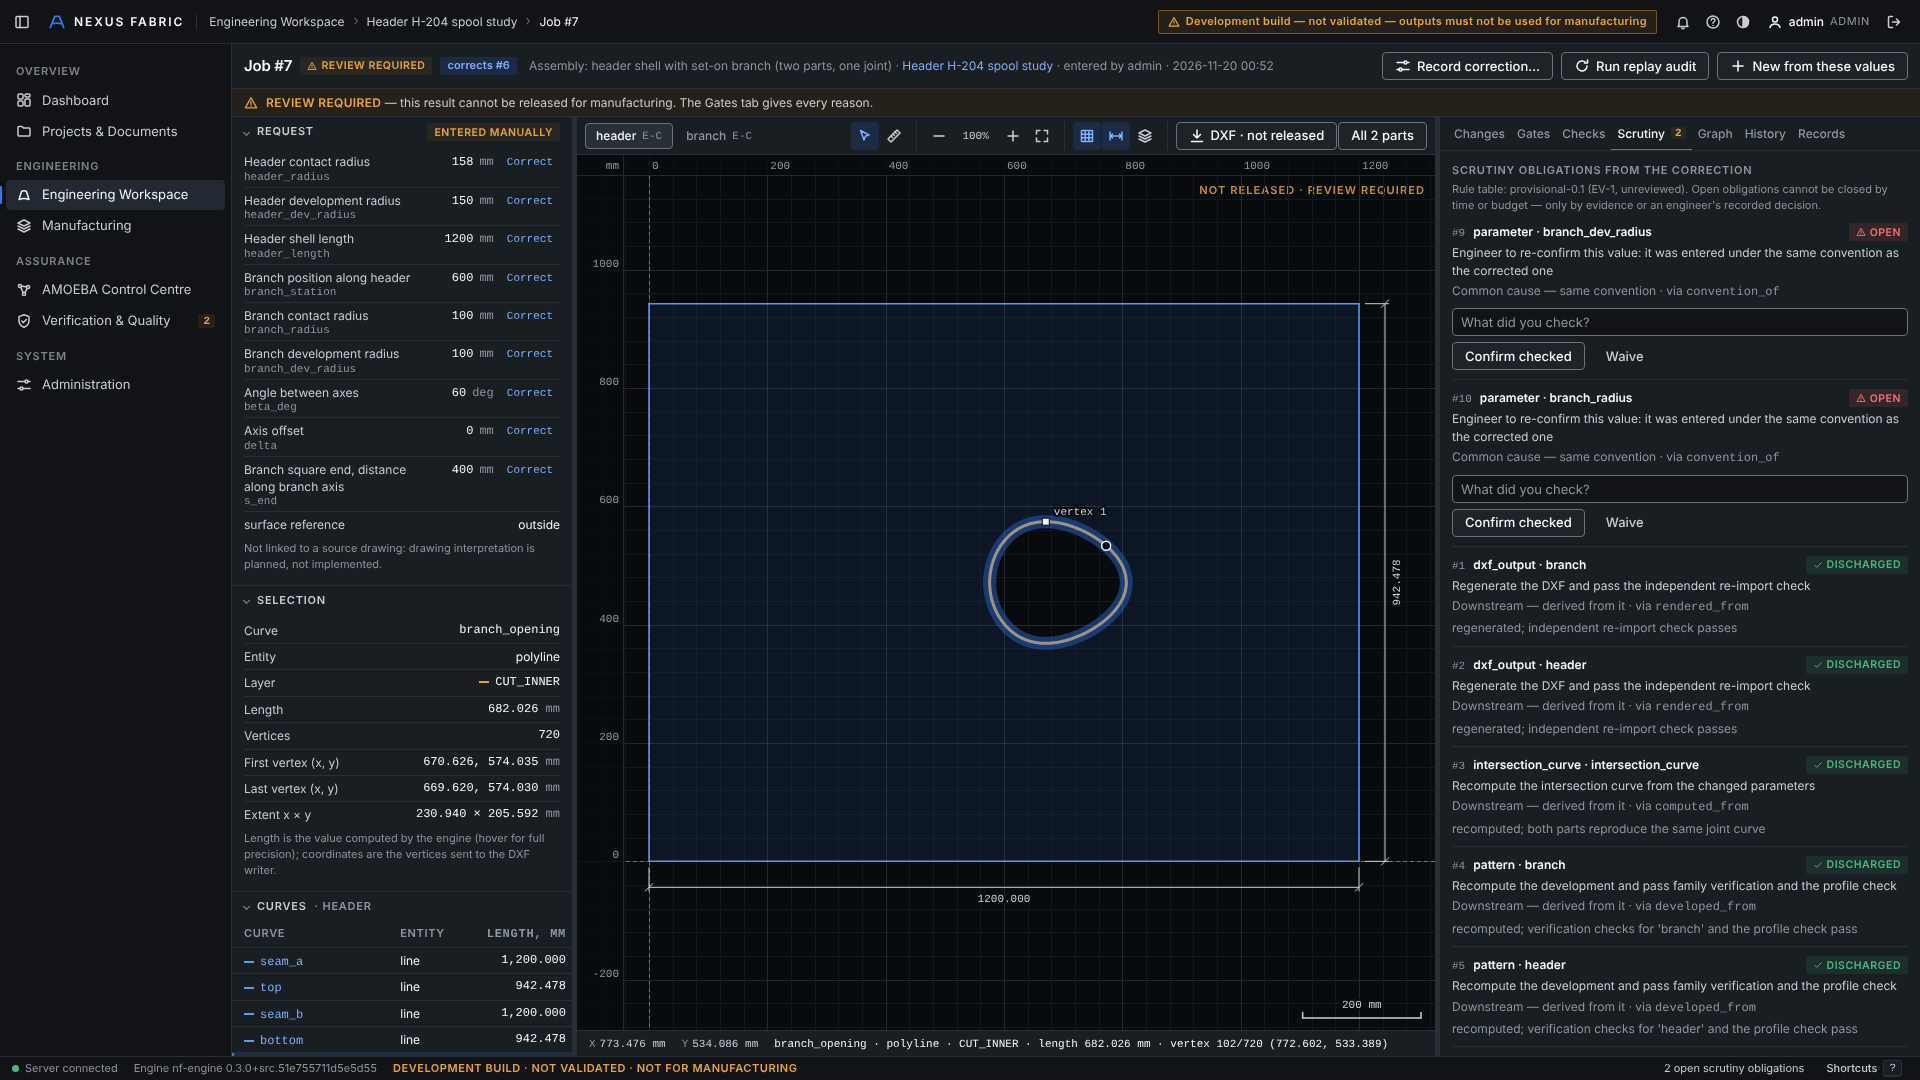 NEXUS FABRIC
Engineering Workspace › Header H-204 spool study › Job #7
Development build — not validated — outputs must not be used for manufacturing
admin ADMIN
OVERVIEW
Dashboard
Projects & Documents
ENGINEERING
Engineering Workspace
Manufacturing
ASSURANCE
AMOEBA Control Centre
Verification & Quality 2
SYSTEM
Administration
Job #7 REVIEW REQUIRED corrects #6 Assembly: header shell with set-on branch (two parts, one joint) · Header H-204 spool study · entered by admin · 2026-11-20 00:52
Record correction...
Run replay audit
New from these values
REVIEW REQUIRED — this result cannot be released for manufacturing. The Gates tab gives every reason.
REQUEST ENTERED MANUALLY
Header contact radius 158 mm Correct
header_radius
Header development radius 150 mm Correct
header_dev_radius
Header shell length 1200 mm Correct
header_length
Branch position along header 600 mm Correct
branch_station
Branch contact radius 100 mm Correct
branch_radius
Branch development radius 100 mm Correct
branch_dev_radius
Angle between axes 60 deg Correct
beta_deg
Axis offset 0 mm Correct
delta
Branch square end, distance 400 mm Correct
along branch axis
s_end
surface reference outside
Not linked to a source drawing: drawing interpretation is
planned, not implemented.
SELECTION
Curve branch_opening
Entity polyline
Layer CUT_INNER
Length 682.026 mm
Vertices 720
First vertex (x, y) 670.626, 574.035 mm
Last vertex (x, y) 669.620, 574.030 mm
Extent x × y 230.940 × 205.592 mm
Length is the value computed by the engine (hover for full
precision); coordinates are the vertices sent to the DXF
writer.
CURVES · HEADER
CURVE ENTITY LENGTH, MM
seam_a line 1,200.000
top line 942.478
seam_b line 1,200.000
bottom line 942.478
header E-C
branch E-C
100%
DXF · not released
All 2 parts
mm 0 200 400 600 800 1000 1200
NOT RELEASED · REVIEW REQUIRED
1000
800
600
400
200
0
-200
vertex 1
942.478
1200.000
200 mm
X 773.476 mm Y 534.086 mm branch_opening · polyline · CUT_INNER · length 682.026 mm · vertex 102/720 (772.602, 533.389)
Changes Gates Checks Scrutiny 2 Graph History Records
SCRUTINY OBLIGATIONS FROM THE CORRECTION
Rule table: provisional-0.1 (EV-1, unreviewed). Open obligations cannot be closed by
time or budget — only by evidence or an engineer's recorded decision.
#9 parameter · branch_dev_radius OPEN
Engineer to re-confirm this value: it was entered under the same convention as
the corrected one
Common cause — same convention · via convention_of
What did you check?
Confirm checked Waive
#10 parameter · branch_radius OPEN
Engineer to re-confirm this value: it was entered under the same convention as
the corrected one
Common cause — same convention · via convention_of
What did you check?
Confirm checked Waive
#1 dxf_output · branch DISCHARGED
Regenerate the DXF and pass the independent re-import check
Downstream — derived from it · via rendered_from
regenerated; independent re-import check passes
#2 dxf_output · header DISCHARGED
Regenerate the DXF and pass the independent re-import check
Downstream — derived from it · via rendered_from
regenerated; independent re-import check passes
#3 intersection_curve · intersection_curve DISCHARGED
Recompute the intersection curve from the changed parameters
Downstream — derived from it · via computed_from
recomputed; both parts reproduce the same joint curve
#4 pattern · branch DISCHARGED
Recompute the development and pass family verification and the profile check
Downstream — derived from it · via developed_from
recomputed; verification checks for 'branch' and the profile check pass
#5 pattern · header DISCHARGED
Recompute the development and pass family verification and the profile check
Downstream — derived from it · via developed_from
recomputed; verification checks for 'header' and the profile check pass
Server connected Engine nf-engine 0.3.0+src.51e755711d5e5d55 DEVELOPMENT BUILD · NOT VALIDATED · NOT FOR MANUFACTURING
2 open scrutiny obligations Shortcuts ?